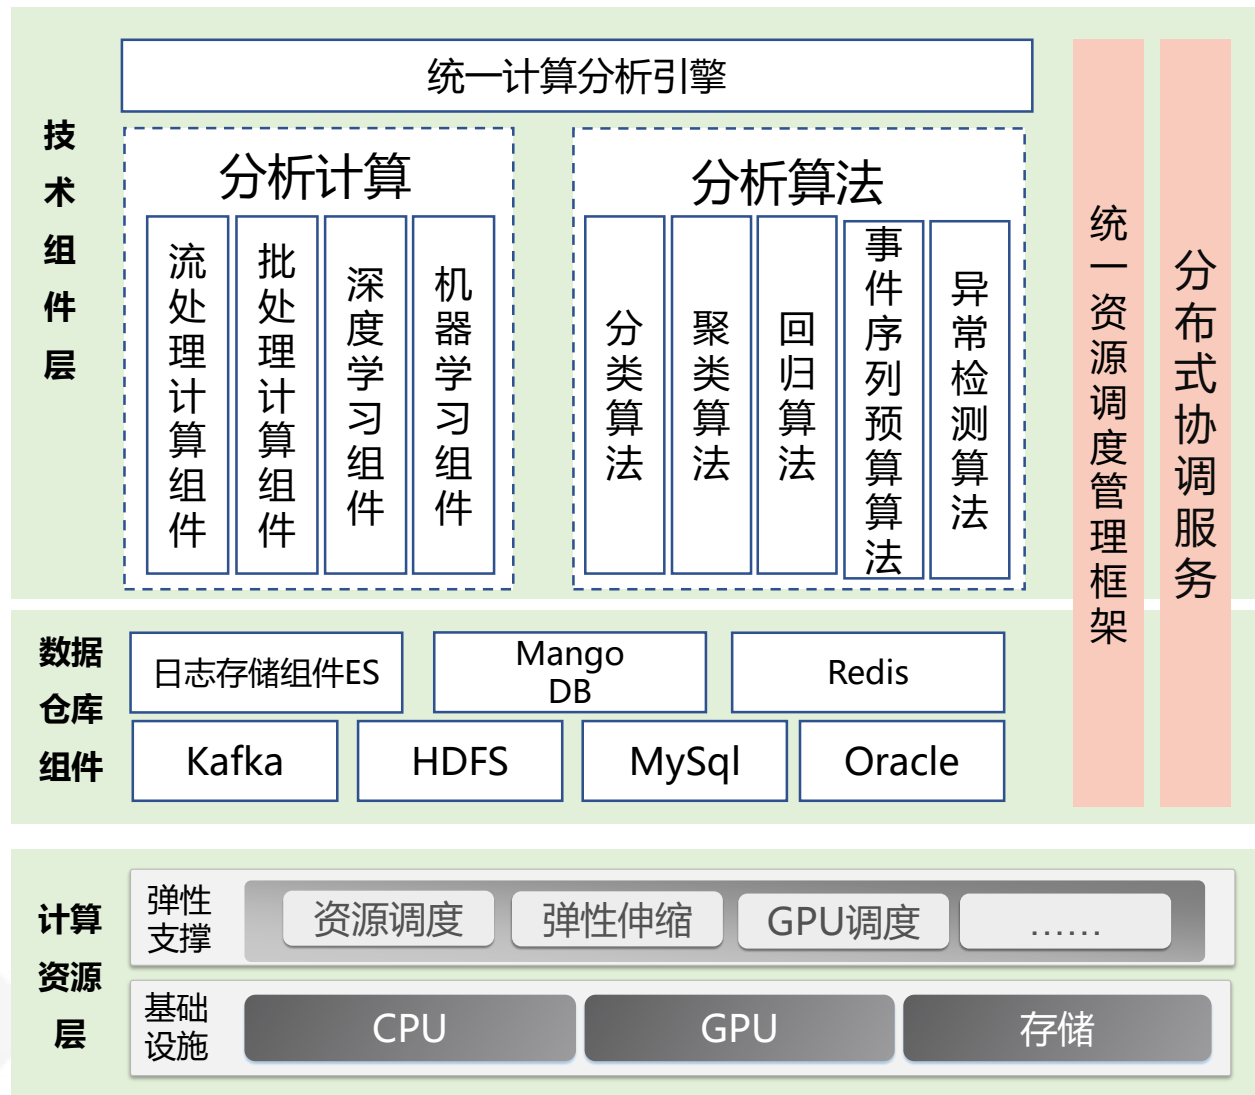 技术组件层
统一计算分析引擎
分析计算
流处理计算组件
批处理计算组件
深度学习组件
机器学习组件
分析算法
分类算法
聚类算法
回归算法
事件序列预算算法
异常检测算法
统一资源调度管理框架
分布式协调服务
数据
仓库
组件
日志存储组件ES
Mango
DB
Redis
Kafka
HDFS
MySql
Oracle
计算
资源
层
弹性
支撑
资源调度
弹性伸缩
GPU调度
……
基础
设施
CPU
GPU
存储